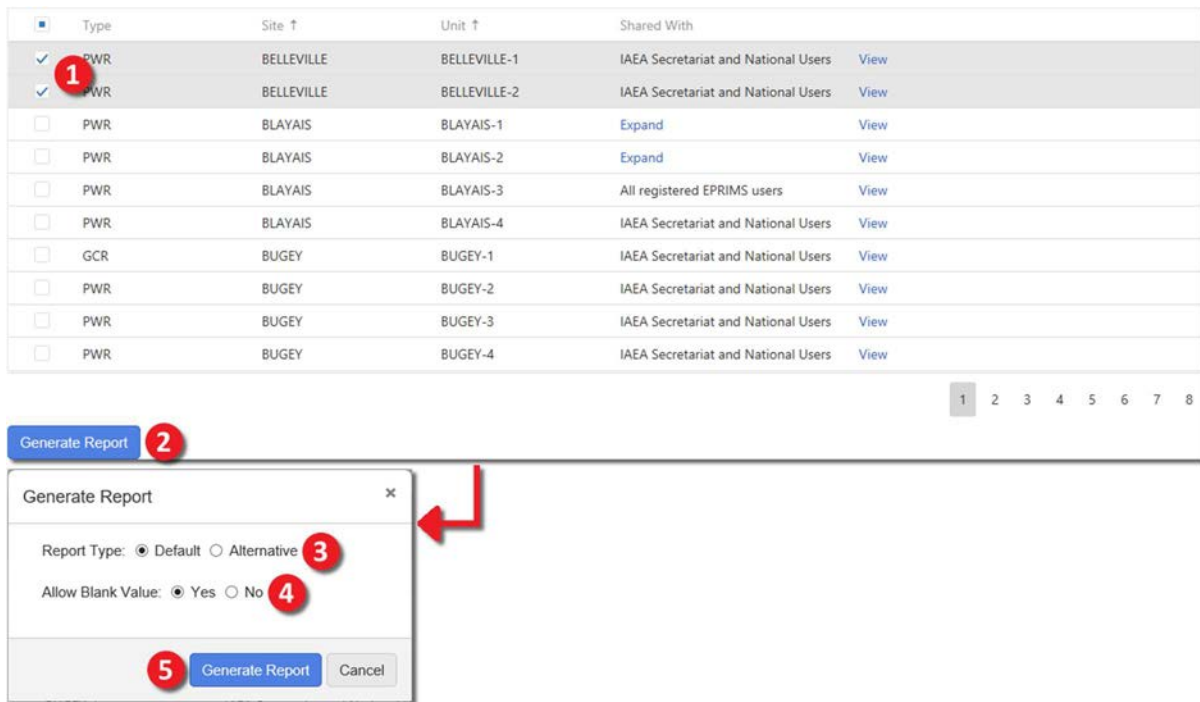 Type Site ↑ Unit ↑ Shared With
PWR BELLEVILLE BELLEVILLE-1 IAEA Secretariat and National Users View
1
PWR BELLEVILLE BELLEVILLE-2 IAEA Secretariat and National Users View
PWR BLAYAIS BLAYAIS-1 Expand View
PWR BLAYAIS BLAYAIS-2 Expand View
PWR BLAYAIS BLAYAIS-3 All registered EPRIMS users View
PWR BLAYAIS BLAYAIS-4 IAEA Secretariat and National Users View
GCR BUGEY BUGEY-1 IAEA Secretariat and National Users View
PWR BUGEY BUGEY-2 IAEA Secretariat and National Users View
PWR BUGEY BUGEY-3 IAEA Secretariat and National Users View
PWR BUGEY BUGEY-4 IAEA Secretariat and National Users View
1 2 3 4 5 6 7 8
Generate Report 2
Generate Report ×
Report Type: Default Alternative 3
Allow Blank Value: Yes No 4
5 Generate Report Cancel